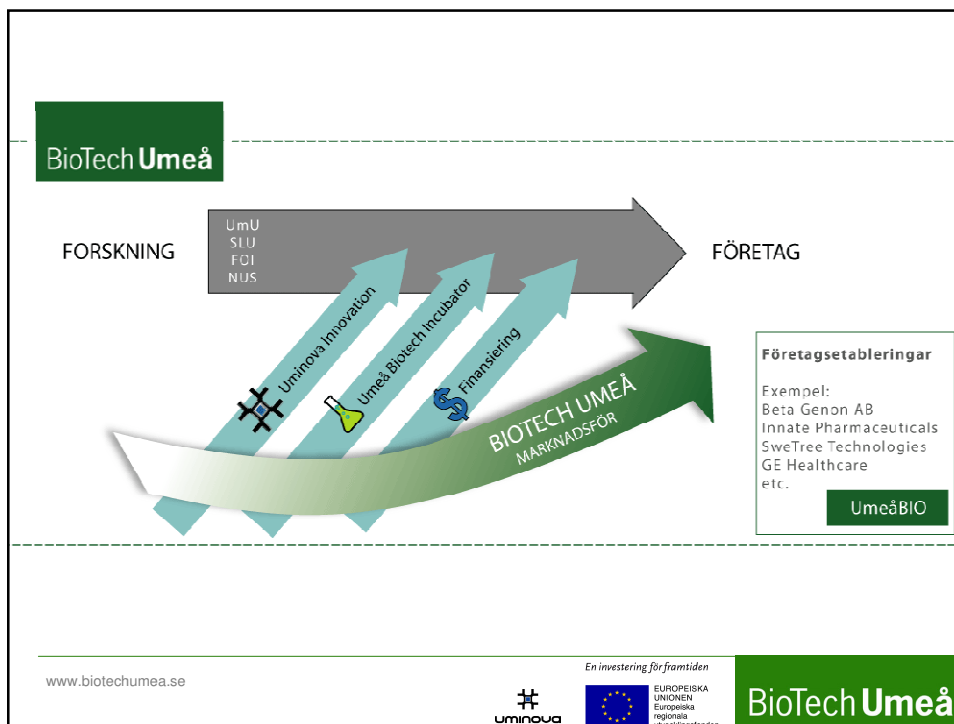 BioTech Umeå
FORSKNING
UmU
SLU
FOI
NUS
FÖRETAG
Uminova Innovation
Umeå Biotech Incubator
Finansiering
BIOTECH UMEÅ
MARKNADSFÖR
Företagsetableringar
Exempel:
Beta Genon AB
Innate Pharmaceuticals
SweTree Technologies
GE Healthcare
etc.
UmeåBIO
www.biotechumea.se
uminova
En investering för framtiden
EUROPEISKA
UNIONEN
Europeiska
regionala
BioTech Umeå